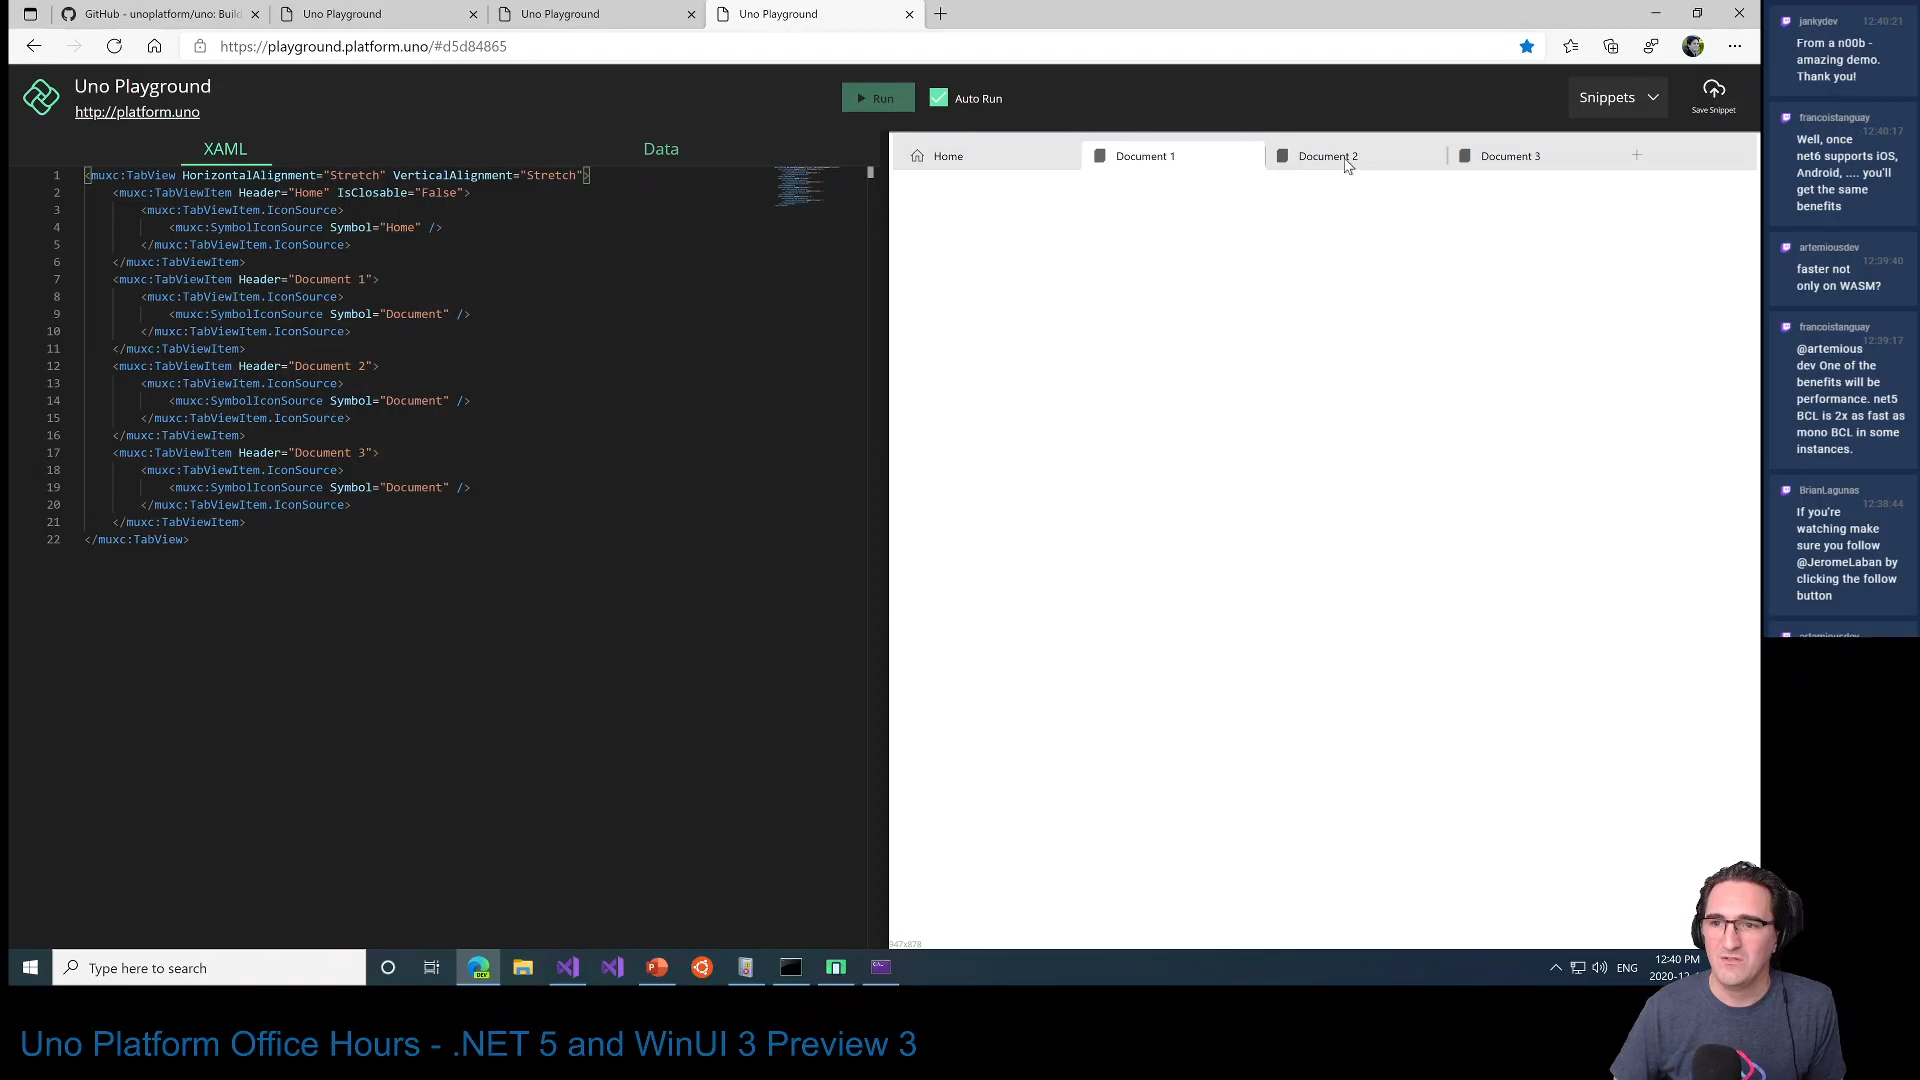 GitHub - unoplatform/uno: Build
Uno Playground
Uno Playground
Uno Playground
https://playground.platform.uno/#d5d84865
Uno Playground
http://platform.uno
Run
Auto Run
Snippets
Save Snippet
XAML
Data
1 <muxc:TabView HorizontalAlignment="Stretch" VerticalAlignment="Stretch">
2 <muxc:TabViewItem Header="Home" IsClosable="False">
3 <muxc:TabViewItem.IconSource>
4 <muxc:SymbolIconSource Symbol="Home" />
5 </muxc:TabViewItem.IconSource>
6 </muxc:TabViewItem>
7 <muxc:TabViewItem Header="Document 1">
8 <muxc:TabViewItem.IconSource>
9 <muxc:SymbolIconSource Symbol="Document" />
10 </muxc:TabViewItem.IconSource>
11 </muxc:TabViewItem>
12 <muxc:TabViewItem Header="Document 2">
13 <muxc:TabViewItem.IconSource>
14 <muxc:SymbolIconSource Symbol="Document" />
15 </muxc:TabViewItem.IconSource>
16 </muxc:TabViewItem>
17 <muxc:TabViewItem Header="Document 3">
18 <muxc:TabViewItem.IconSource>
19 <muxc:SymbolIconSource Symbol="Document" />
20 </muxc:TabViewItem.IconSource>
21 </muxc:TabViewItem>
22 </muxc:TabView>
Home
Document 1
Document 2
Document 3
947x878
jankydev 12:40:21
From a n00b -
amazing demo.
Thank you!
francoistanguay
12:40:17
Well, once
net6 supports iOS,
Android, .... you'll
get the same
benefits
artemiousdev
12:39:40
faster not
only on WASM?
francoistanguay
12:39:17
@artemious
dev One of the
benefits will be
performance. net5
BCL is 2x as fast as
mono BCL in some
instances.
BrianLagunas
12:38:44
If you're
watching make
sure you follow
@JeromeLaban by
clicking the follow
button
Type here to search
DEV
ENG
12:40 PM
2020-12-
Uno Platform Office Hours - .NET 5 and WinUI 3 Preview 3